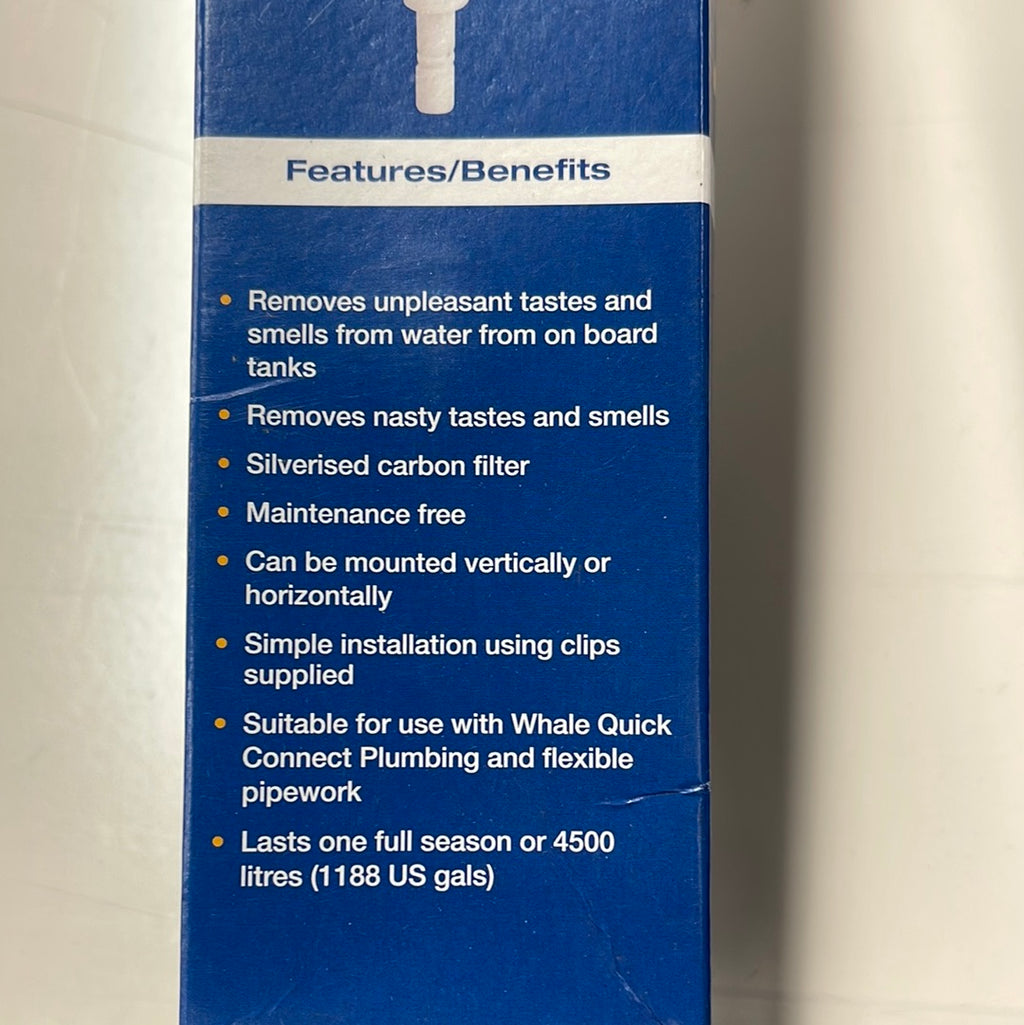 Features/Benefits
• Removes unpleasant tastes and
smells from water from on board
tanks
• Removes nasty tastes and smells
• Silverised carbon filter
• Maintenance free
• Can be mounted vertically or
horizontally
• Simple installation using clips
supplied
• Suitable for use with Whale Quick
Connect Plumbing and flexible
pipework
• Lasts one full season or 4500
litres (1188 US gals)